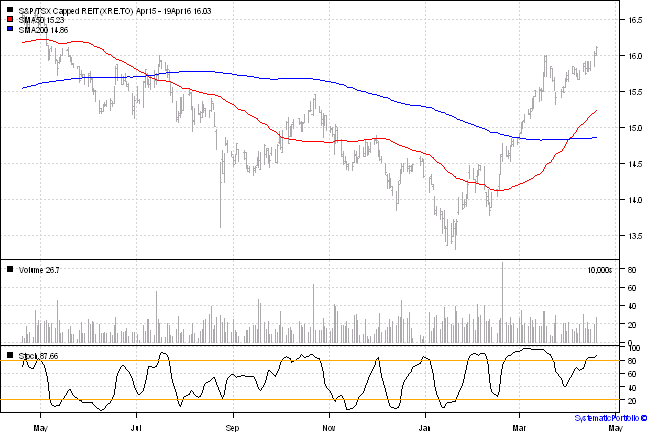 S&P/TSX Capped REIT (XRE.TO) Apr15 - 19Apr16 16.03
SMA50 15.23
SMA200 14.86
16.5
16.0
15.5
15.0
14.5
14.0
13.5
Volume 26.7
10,000s
80
60
40
20
0
Stoch 87.66
100
80
60
40
20
May
Jul
Sep
Nov
Jan
Mar
May
SystematicPortfolio ©